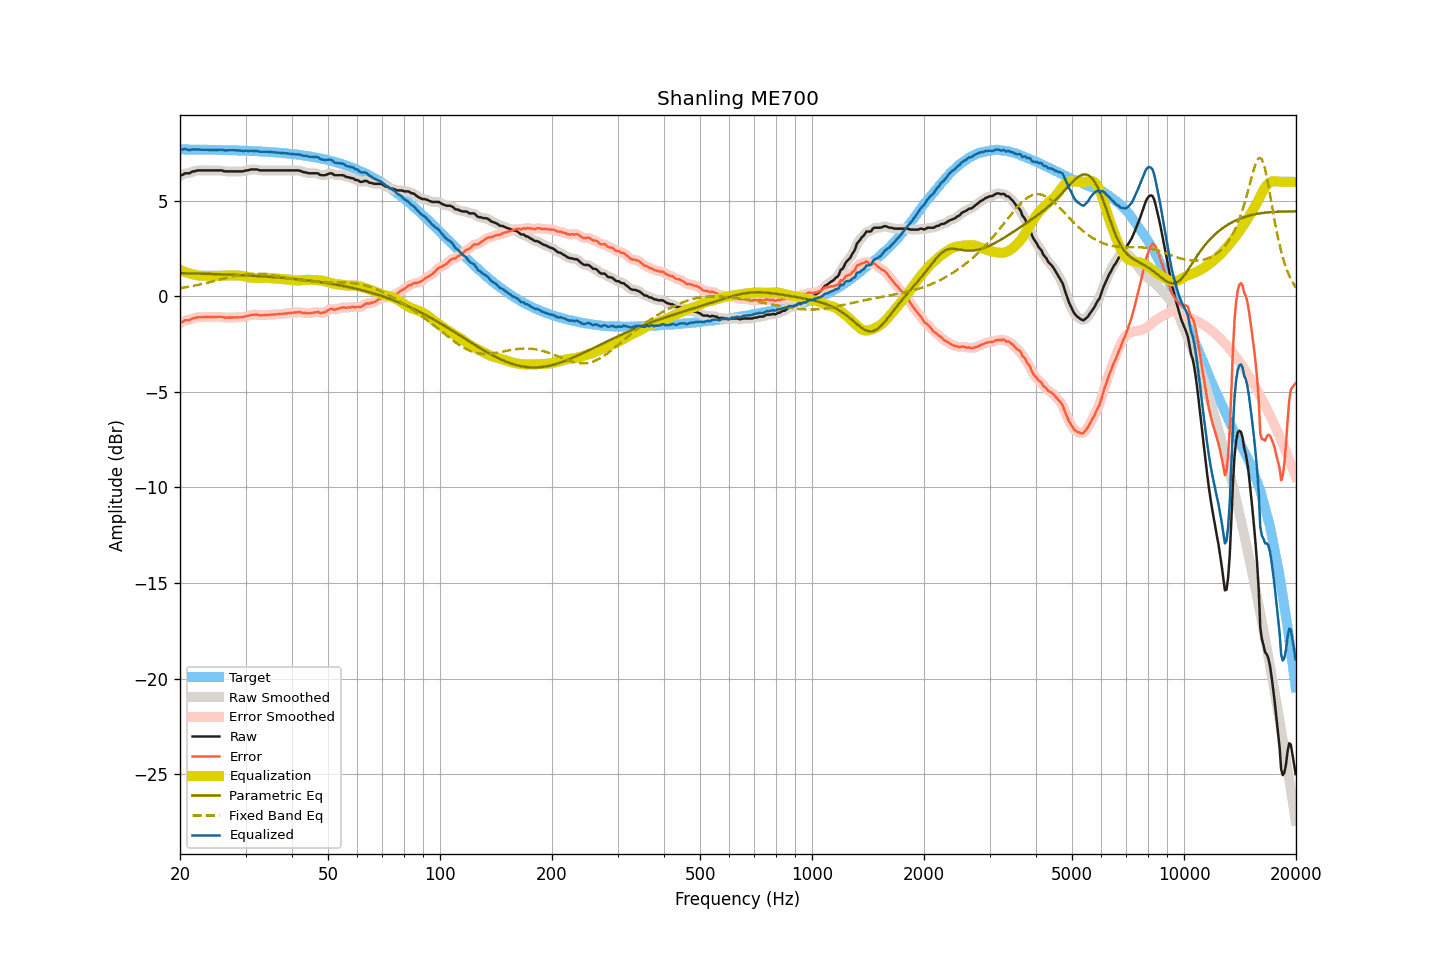 Shanling ME700
Amplitude (dBr)
5
0
−5
−10
−15
−20
−25
Target
Raw Smoothed
Error Smoothed
Raw
Error
Equalization
Parametric Eq
Fixed Band Eq
Equalized
20 50 100 200 500 1000 2000 5000 10000 20000
Frequency (Hz)